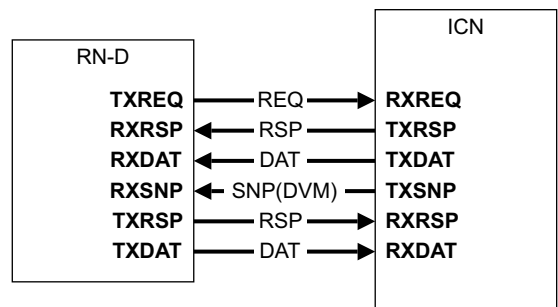 ICN
RN-D
TXREQ REQ RXREQ
RXRSP RSP TXRSP
RXDAT DAT TXDAT
RXSNP SNP(DVM) TXSNP
TXRSP RSP RXRSP
TXDAT DAT RXDAT